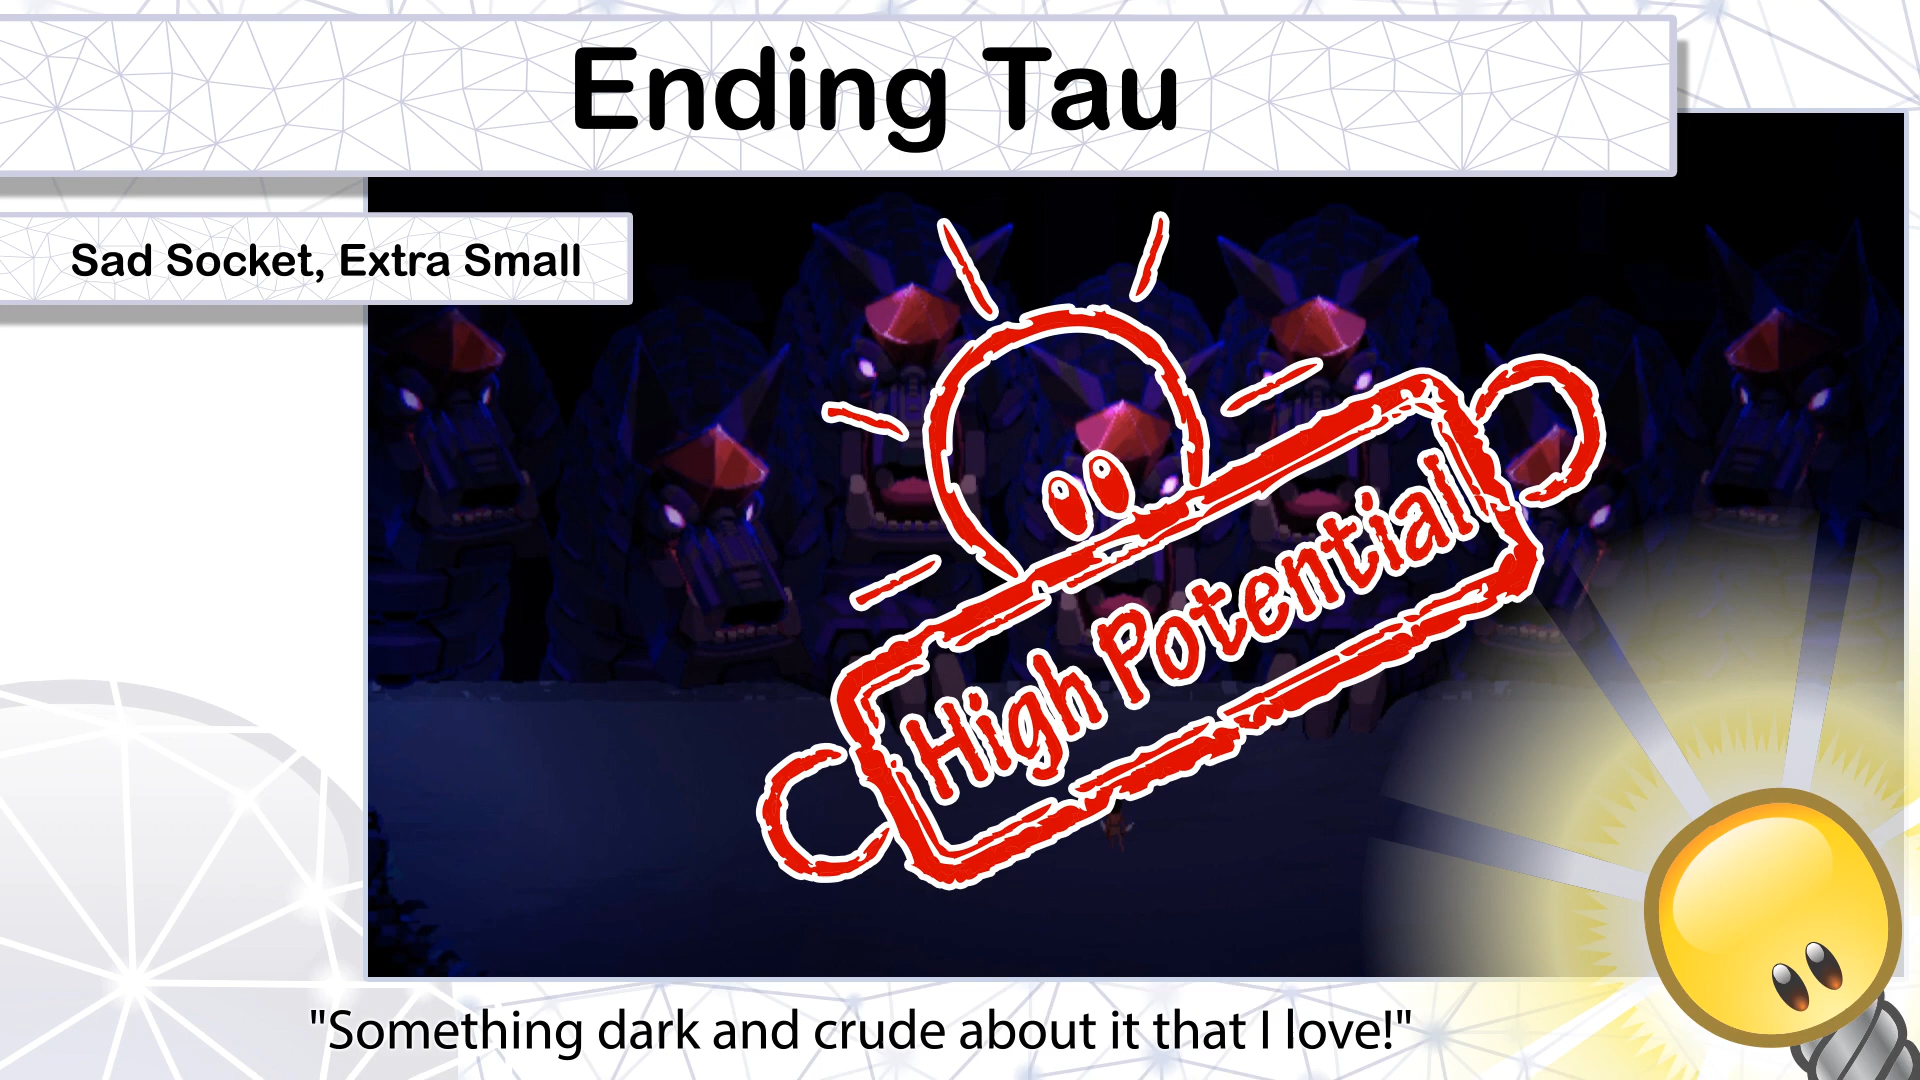 Ending Tau
Sad Socket, Extra Small
High Potential
"Something dark and crude about it that I love!"